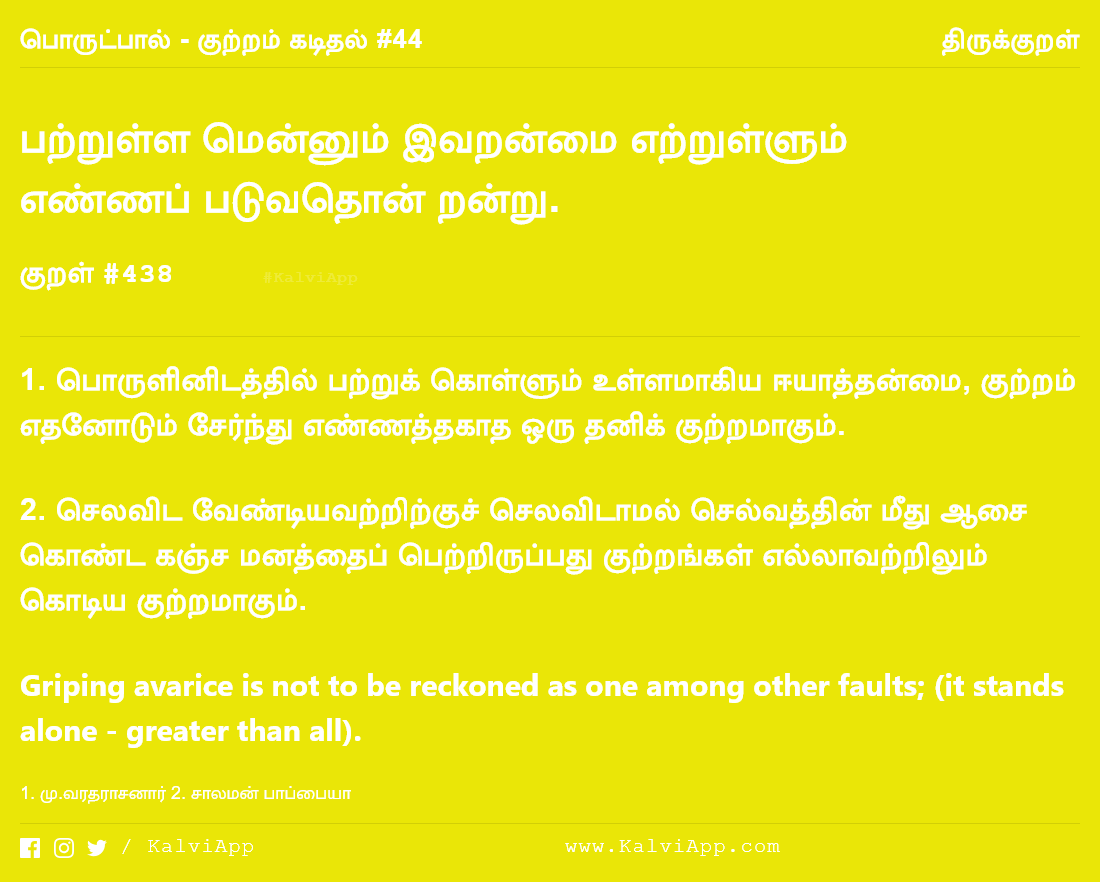 பொருட்பால் - குற்றம் கடிதல் #44 திருக்குறள்
பற்றுள்ள மென்னும் இவறன்மை எற்றுள்ளும்
எண்ணப் படுவதொன் றன்று.
குறள் #438 #KalviApp
1. பொருளினிடத்தில் பற்றுக் கொள்ளும் உள்ளமாகிய ஈயாத்தன்மை, குற்றம்
எதனோடும் சேர்ந்து எண்ணத்தகாத ஒரு தனிக் குற்றமாகும்.
2. செலவிட வேண்டியவற்றிற்குச் செலவிடாமல் செல்வத்தின் மீது ஆசை
கொண்ட கஞ்ச மனத்தைப் பெற்றிருப்பது குற்றங்கள் எல்லாவற்றிலும்
கொடிய குற்றமாகும்.
Griping avarice is not to be reckoned as one among other faults; (it stands
alone - greater than all).
1. மு.வரதராசனார் 2. சாலமன் பாப்பையா
/ KalviApp www.KalviApp.com